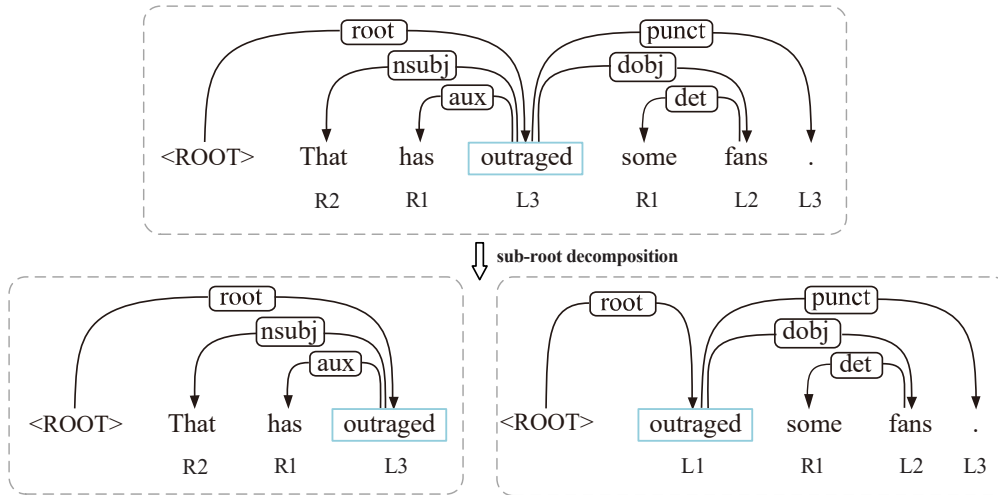 root punct
nsubj dobj
aux det
<ROOT> That has outraged some fans .
R2 R1 L3 R1 L2 L3
sub-root decomposition
root
nsubj
aux
<ROOT> That has outraged
R2 R1 L3
root punct
dobj
det
<ROOT> outraged some fans .
L1 R1 L2 L3